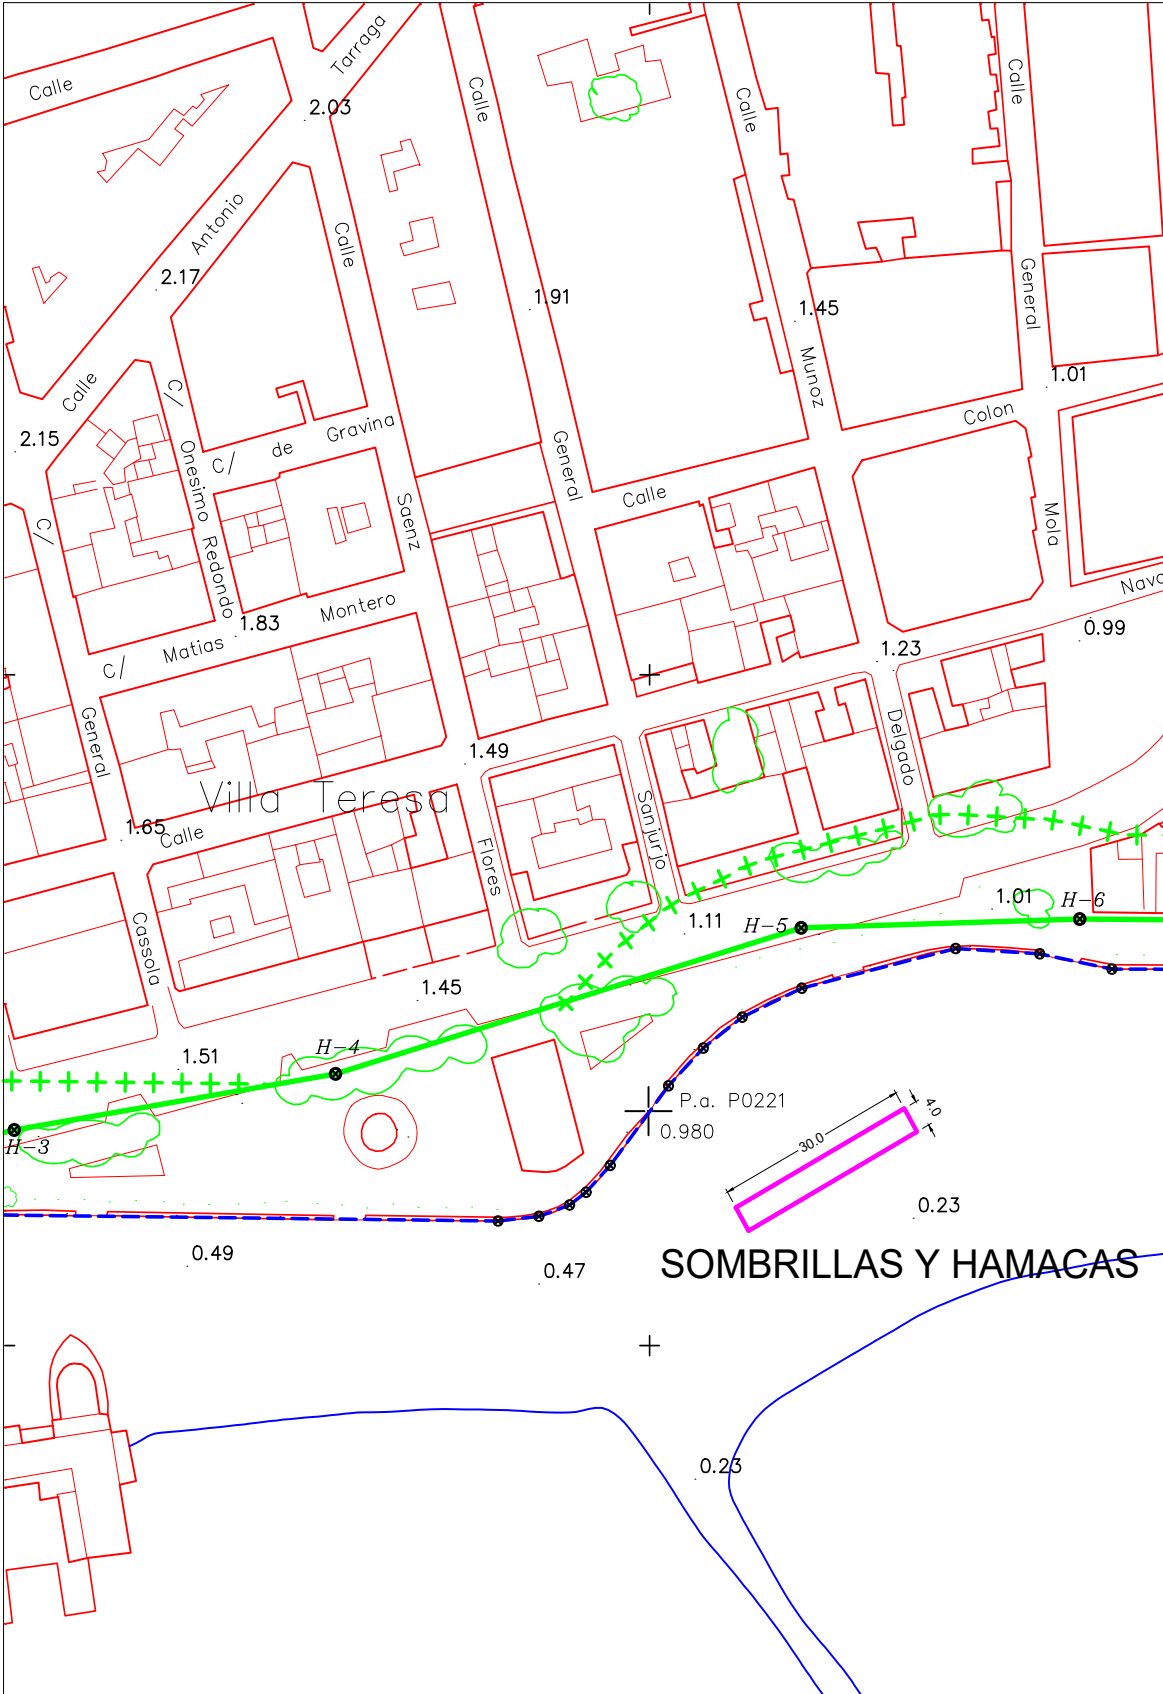 Calle
Tarraga
2.03
Calle
Calle
Calle
Antonio
Calle
2.17
1.91
1.45
General
Munoz
1.01
Calle
C/
2.15
C/ de Gravina
Colon
Onesimo Redondo
General
Calle
C/
Saenz
Mola
1.83
C/ Matias Montero
Nava
0.99
1.23
General
1.49
Delgado
Villa Teresa
1.65
Calle
Sanjurjo
Flores
Cassola
1.11
H-5
1.01
H-6
1.45
H-4
1.51
H-3
P.a. P0221
0.980
30.0
4.0
0.23
0.49
0.47
SOMBRILLAS Y HAMACAS
0.23